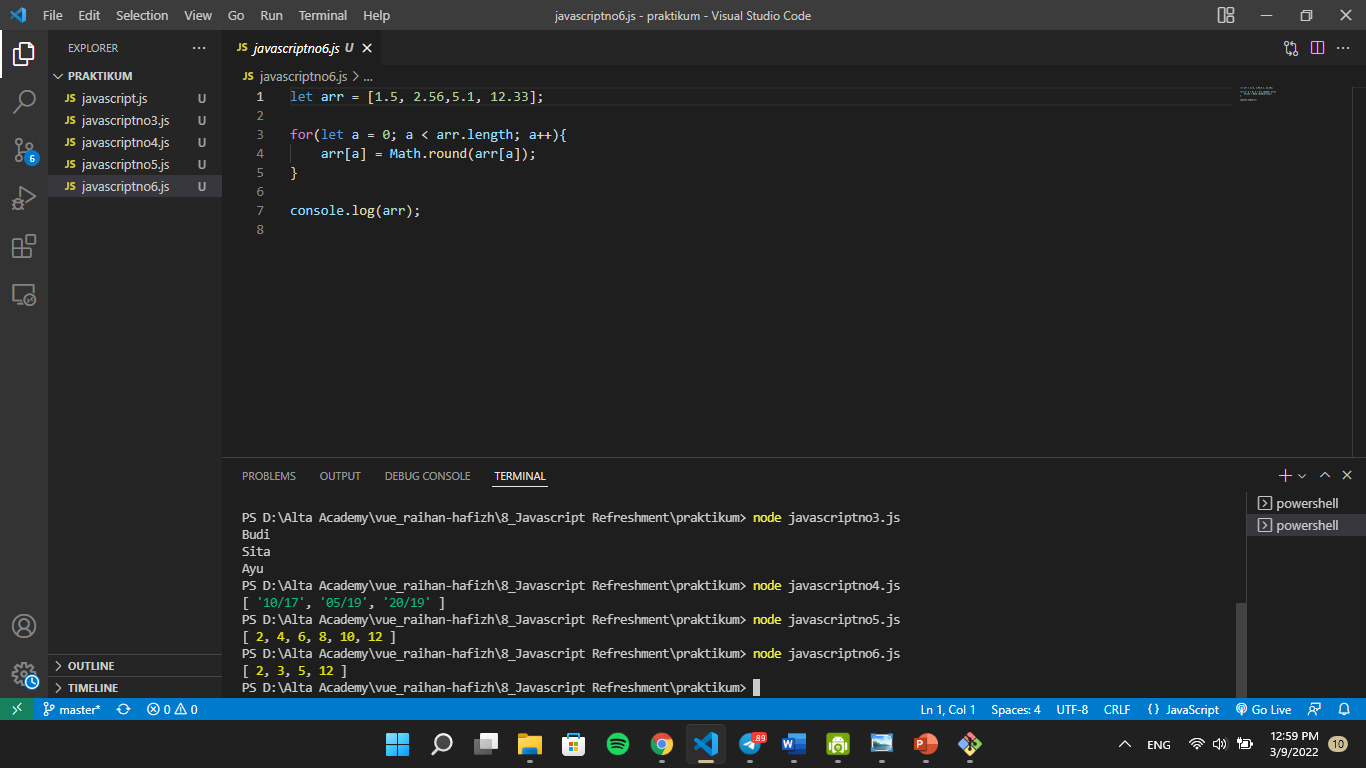 File Edit Selection View Go Run Terminal Help javascriptno6.js - praktikum - Visual Studio Code
EXPLORER
PRAKTIKUM
JS javascript.js U
JS javascriptno3.js U
JS javascriptno4.js U
JS javascriptno5.js U
JS javascriptno6.js U
6
OUTLINE
TIMELINE
JS javascriptno6.js U
JS javascriptno6.js > ...
1 let arr = [1.5, 2.56,5.1, 12.33];
2
3 for(let a = 0; a < arr.length; a++){
4 arr[a] = Math.round(arr[a]);
5 }
6
7 console.log(arr);
8
PROBLEMS OUTPUT DEBUG CONSOLE TERMINAL
PS D:\Alta Academy\vue_raihan-hafizh\8_Javascript Refreshment\praktikum> node javascriptno3.js
Budi
Sita
Ayu
PS D:\Alta Academy\vue_raihan-hafizh\8_Javascript Refreshment\praktikum> node javascriptno4.js
[ '10/17', '05/19', '20/19' ]
PS D:\Alta Academy\vue_raihan-hafizh\8_Javascript Refreshment\praktikum> node javascriptno5.js
[ 2, 4, 6, 8, 10, 12 ]
PS D:\Alta Academy\vue_raihan-hafizh\8_Javascript Refreshment\praktikum> node javascriptno6.js
[ 2, 3, 5, 12 ]
PS D:\Alta Academy\vue_raihan-hafizh\8_Javascript Refreshment\praktikum>
powershell
powershell
master* 0 0 Ln 1, Col 1 Spaces: 4 UTF-8 CRLF {} JavaScript Go Live
89
ENG
12:59 PM
3/9/2022
10